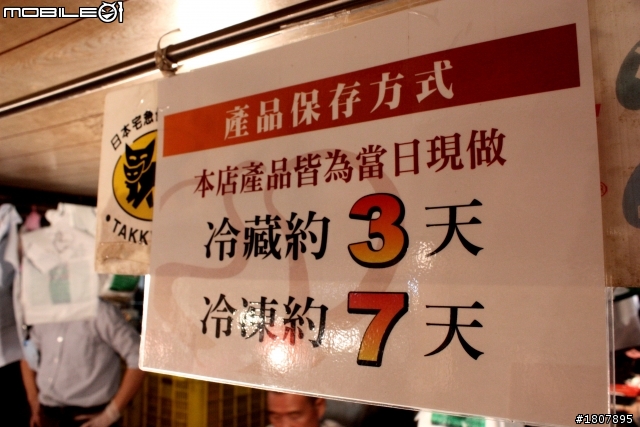 MOBILE01
產品保存方式
本店產品皆為當日現做
冷藏約3天
冷凍約7天
日本宅急
TAKK
#1807895